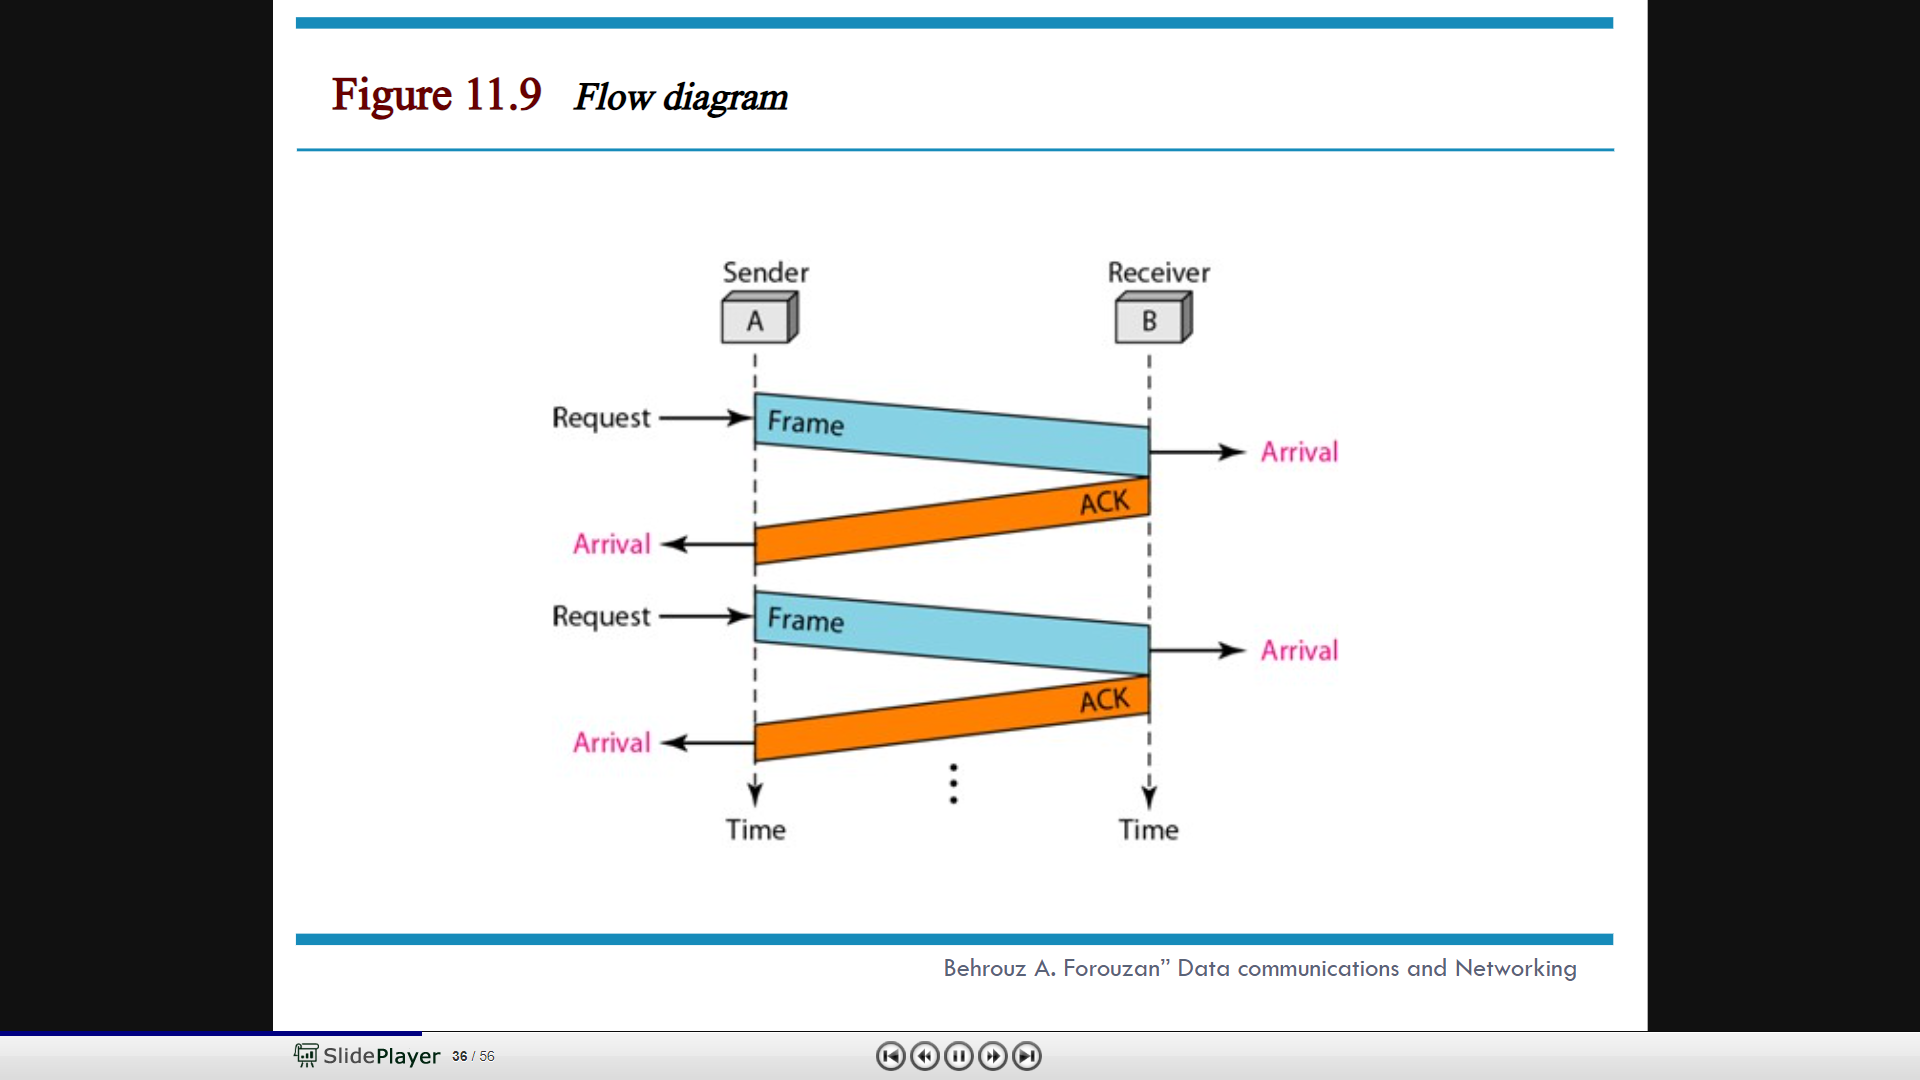 Figure 11.9 Flow diagram
Sender
Receiver
A
B
Request
Frame
Arrival
ACK
Arrival
Request
Frame
Arrival
ACK
Arrival
Time
Time
Behrouz A. Forouzan” Data communications and Networking
SlidePlayer 36 / 56